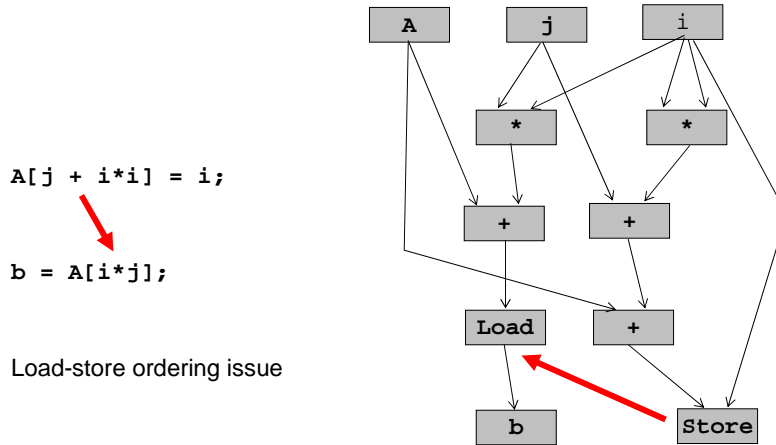 A j i
* *
A[j + i*i] = i;
+ +
b = A[i*j];
Load +
Load-store ordering issue
b Store